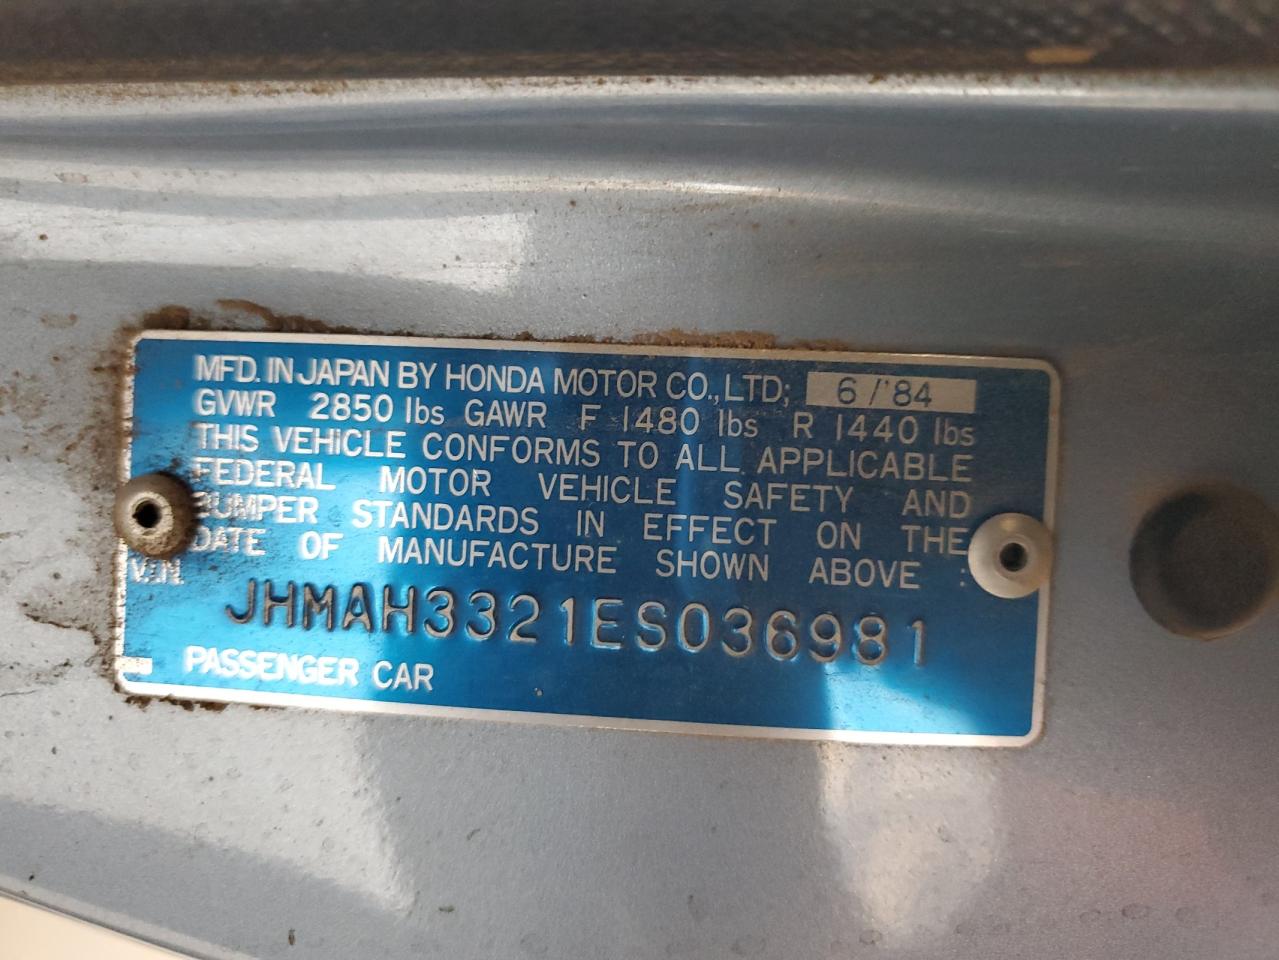 MFD. IN JAPAN BY HONDA MOTOR CO., LTD; 6/'84
GVWR 2850 lbs GAWR F 1480 lbs R 1440 lbs
THIS VEHICLE CONFORMS TO ALL APPLICABLE
FEDERAL MOTOR VEHICLE SAFETY AND
BUMPER STANDARDS IN EFFECT ON THE
DATE OF MANUFACTURE SHOWN ABOVE :
V.I.N. JHMAH3321ES036981
PASSENGER CAR